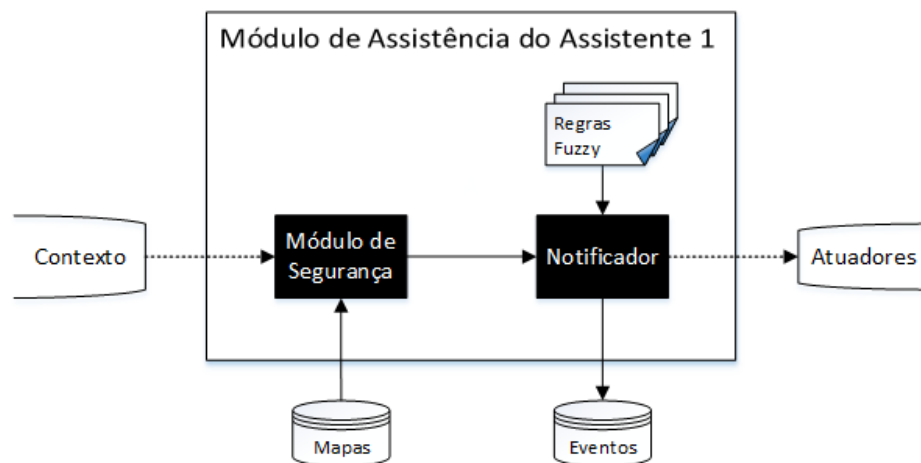 Módulo de Assistência do Assistente 1
Regras
Fuzzy
Contexto
Módulo de
Segurança
Notificador
Atuadores
Mapas
Eventos